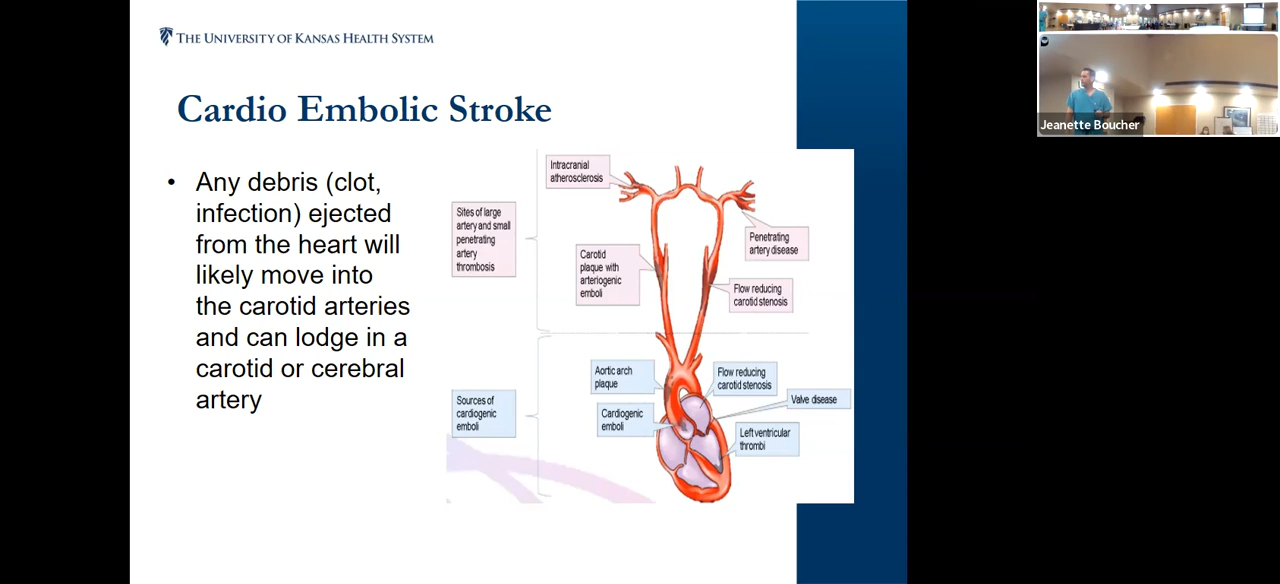 THE UNIVERSITY OF KANSAS HEALTH SYSTEM
Cardio Embolic Stroke
• Any debris (clot,
infection) ejected
from the heart will
likely move into
the carotid arteries
and can lodge in a
carotid or cerebral
artery
Intracranial
atherosclerosis
Sites of large
artery and small
penetrating
artery
thrombosis
Carotid
plaque with
arteriogenic
emboli
Penetrating
artery disease
Flow reducing
carotid stenosis
Aortic arch
plaque
Flow reducing
carotid stenosis
Valve disease
Sources of
cardiogenic
emboli
Cardiogenic
emboli
Left ventricular
thrombi
Jeanette Boucher